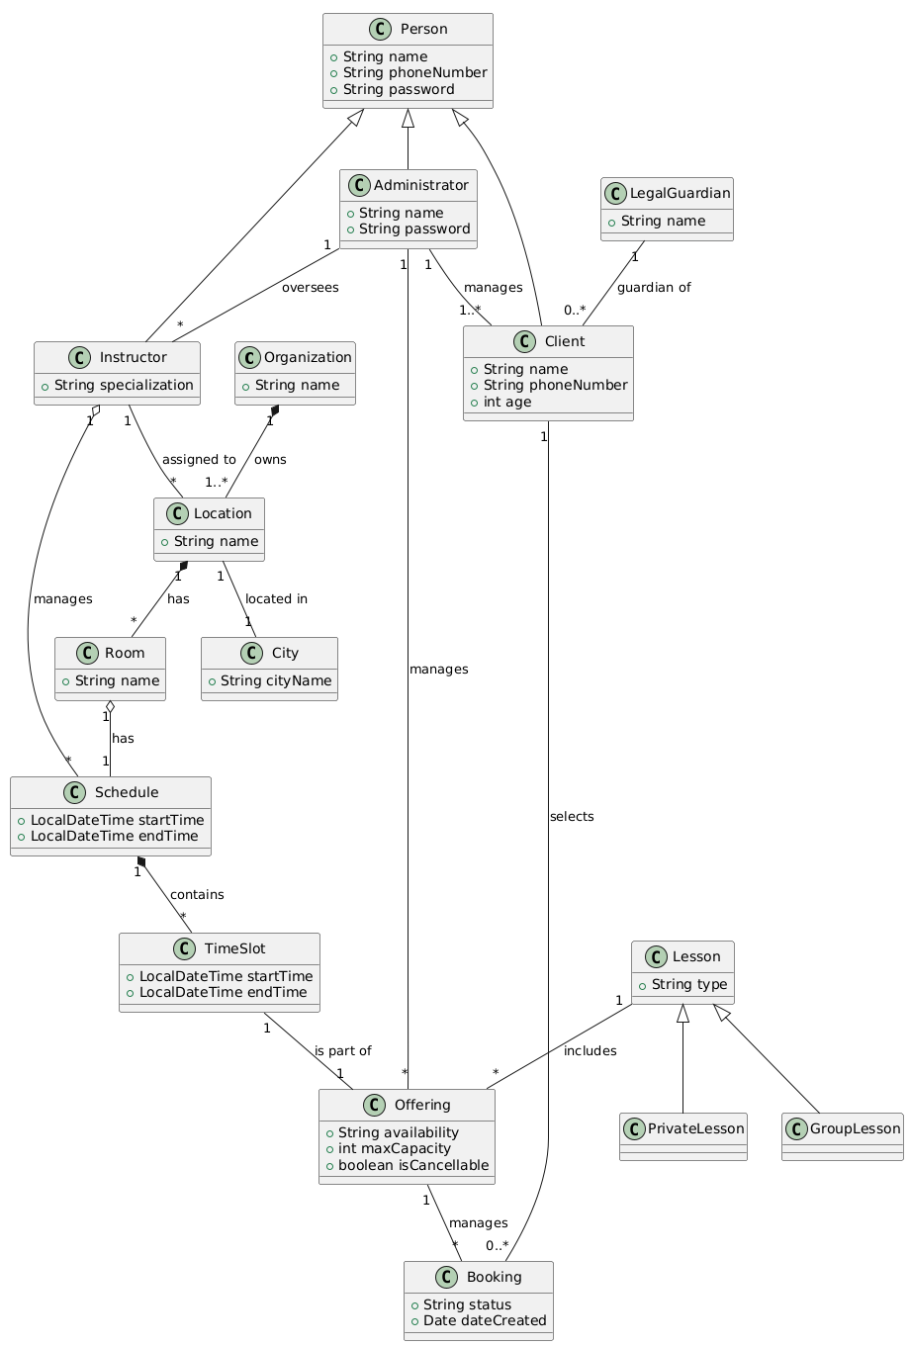 C Person
String name
String phoneNumber
String password
C Administrator
String name
String password
C LegalGuardian
String name
1
1
1
1
oversees
manages
guardian of
*
1..*
0..*
C Instructor
String specialization
C Organization
String name
C Client
String name
String phoneNumber
int age
1
1
1
1
assigned to
owns
*
1..*
C Location
String name
1
1
manages
has
located in
*
1
C Room
String name
C City
String cityName
manages
1
has
*
1
C Schedule
LocalDateTime startTime
LocalDateTime endTime
selects
1
contains
*
C TimeSlot
LocalDateTime startTime
LocalDateTime endTime
C Lesson
String type
1
1
is part of
includes
1
*
*
C Offering
String availability
int maxCapacity
boolean isCancellable
C PrivateLesson
C GroupLesson
1
manages
*
0..*
C Booking
String status
Date dateCreated